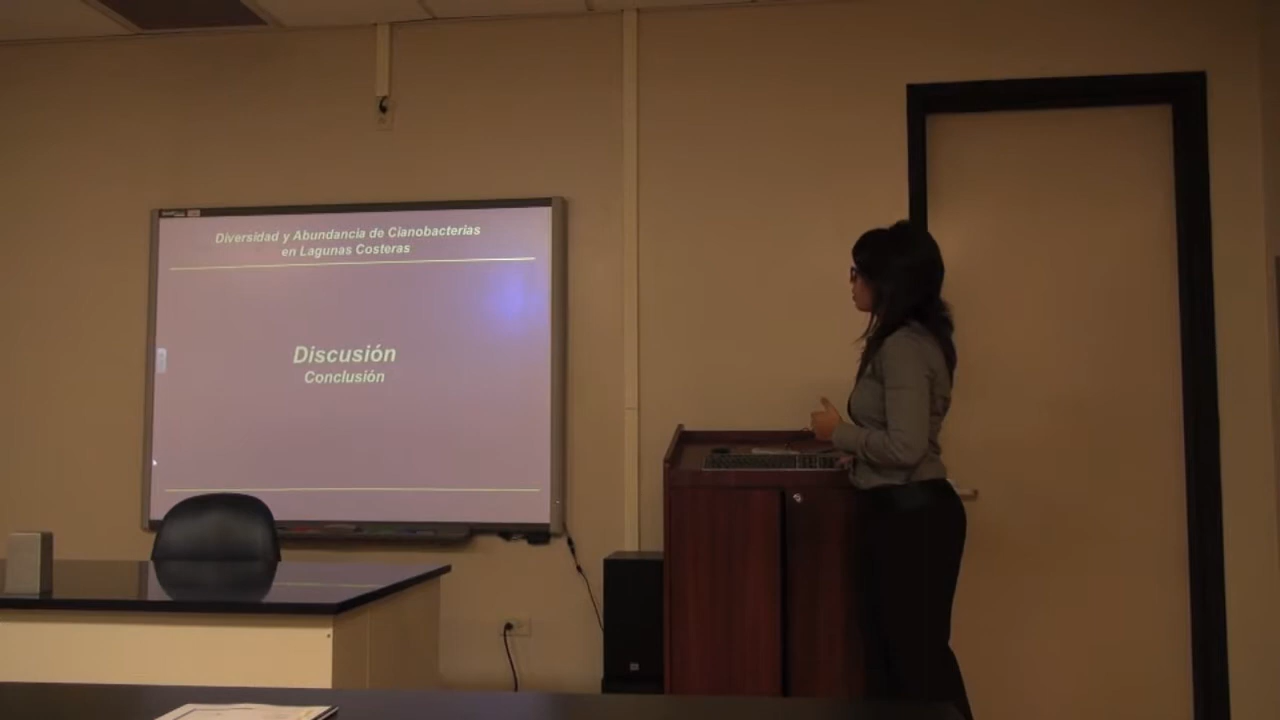 Diversidad y Abundancia de Cianobacterias
en Lagunas Costeras
Discusión
Conclusión